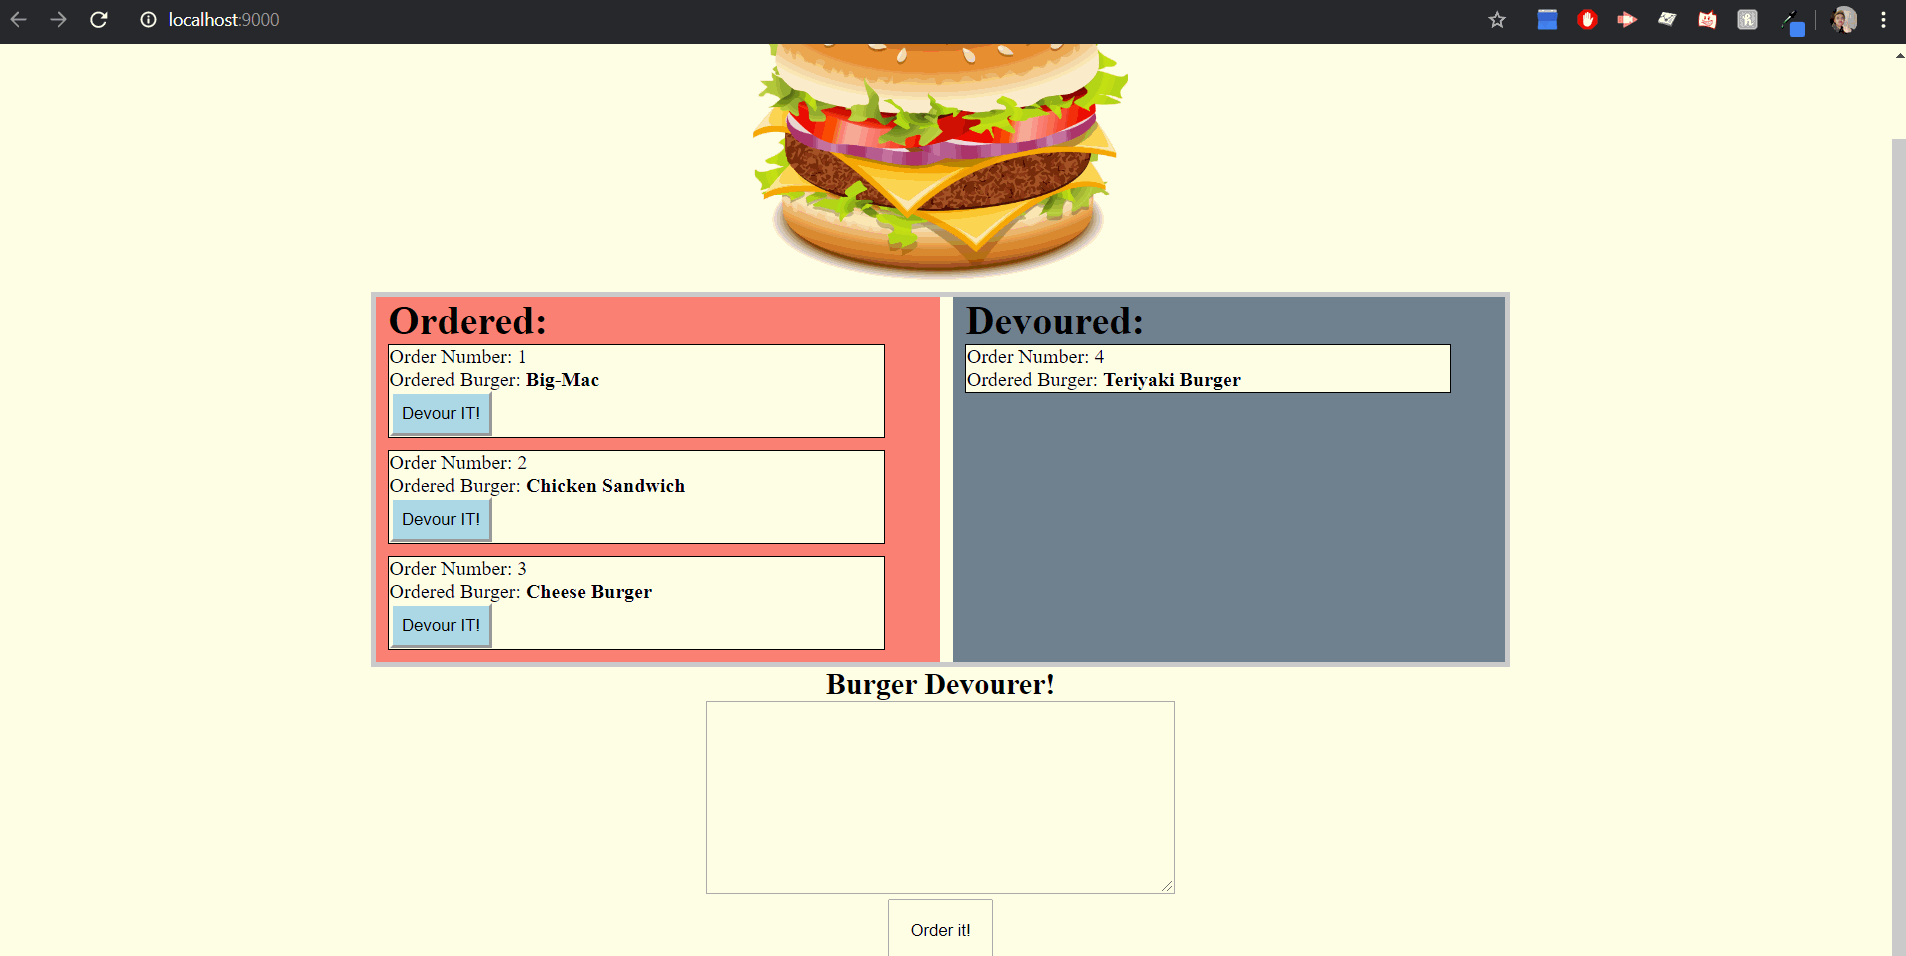 localhost:9000
Ordered:
Order Number: 1
Ordered Burger: Big-Mac
Devour IT!
Order Number: 2
Ordered Burger: Chicken Sandwich
Devour IT!
Order Number: 3
Ordered Burger: Cheese Burger
Devour IT!
Devoured:
Order Number: 4
Ordered Burger: Teriyaki Burger
Burger Devourer!
Order it!